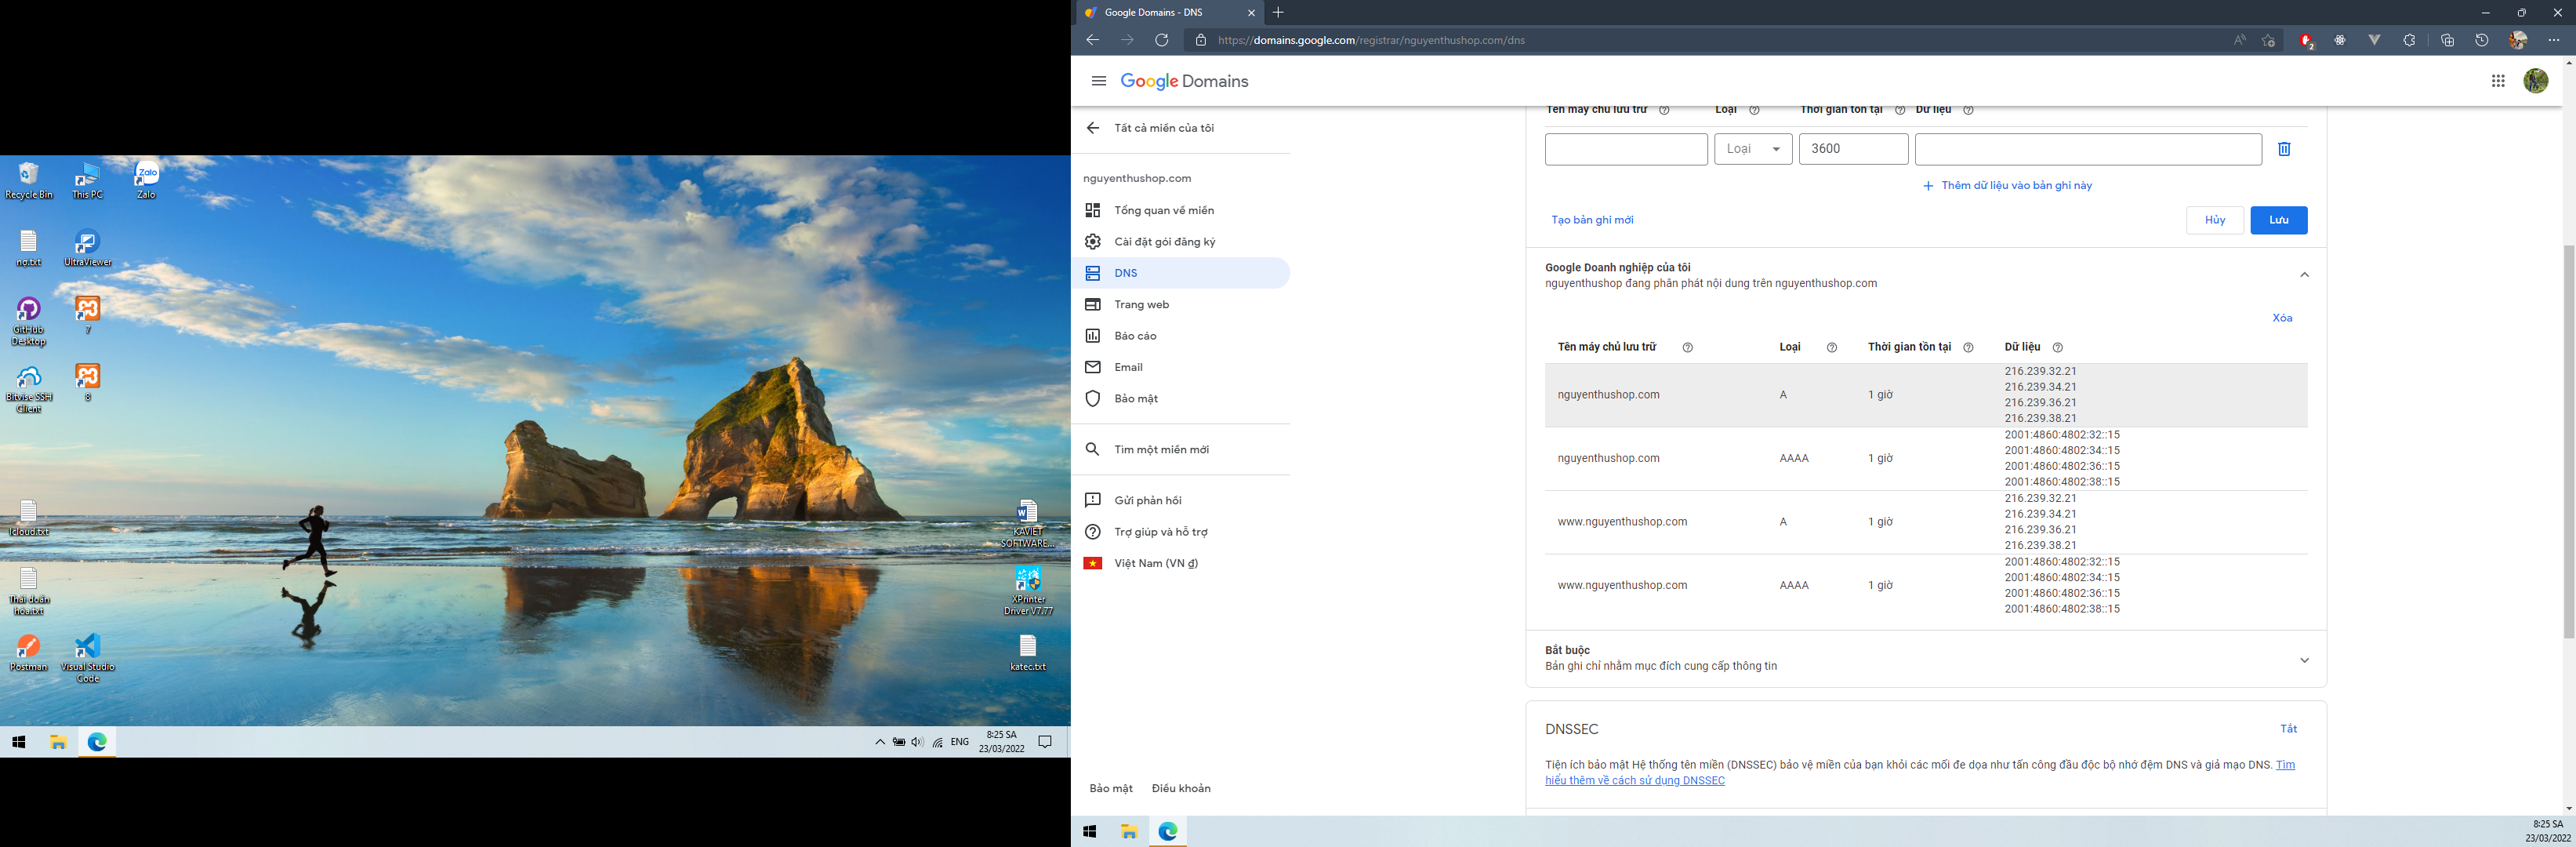 Recycle Bin
This PC
Zalo
Zalo
no.txt
UltraViewer
GitHub
Desktop
7
Bitvise SSH
Client
8
Icloud.txt
Thái doãn
hòa.txt
Postman
Visual Studio
Code
KAVIET
SOFTWARE...
XPrinter
Driver V7.77
katec.txt
ENG
8:25 SA
23/03/2022
Google Domains - DNS
https://domains.google.com/registrar/nguyenthushop.com/dns
2
Google Domains
Tất cả miền của tôi
nguyenthushop.com
Tổng quan về miền
Cài đặt gói đăng ký
DNS
Trang web
Báo cáo
Email
Bảo mật
Tìm một miền mới
Gửi phản hồi
Trợ giúp và hỗ trợ
Việt Nam (VN ₫)
Bảo mật Điều khoản
Tên máy chủ lưu trữ Loại Thời gian tồn tại Dữ liệu
Loại 3600
Thêm dữ liệu vào bản ghi này
Tạo bản ghi mới Hủy Lưu
Google Doanh nghiệp của tôi
nguyenthushop đang phân phát nội dung trên nguyenthushop.com
Xóa
Tên máy chủ lưu trữ Loại Thời gian tồn tại Dữ liệu
nguyenthushop.com A 1 giờ
216.239.32.21
216.239.34.21
216.239.36.21
216.239.38.21
nguyenthushop.com AAAA 1 giờ
2001:4860:4802:32::15
2001:4860:4802:34::15
2001:4860:4802:36::15
2001:4860:4802:38::15
www.nguyenthushop.com A 1 giờ
216.239.32.21
216.239.34.21
216.239.36.21
216.239.38.21
www.nguyenthushop.com AAAA 1 giờ
2001:4860:4802:32::15
2001:4860:4802:34::15
2001:4860:4802:36::15
2001:4860:4802:38::15
Bắt buộc
Bản ghi chỉ nhằm mục đích cung cấp thông tin
DNSSEC Tắt
Tiện ích bảo mật Hệ thống tên miền (DNSSEC) bảo vệ miền của bạn khỏi các mối đe dọa như tấn công đầu độc bộ nhớ đệm DNS và giả mạo DNS. Tìm
hiểu thêm về cách sử dụng DNSSEC
8:25 SA
23/03/2022